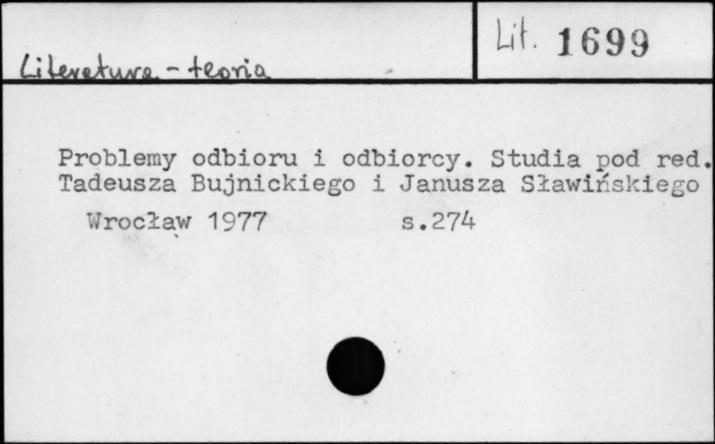 Literatura - teoria
Lit. 1699
Problemy odbioru i odbiorcy. Studia pod red.
Tadeusza Bujnickiego i Janusza Sławińskiego
Wrocław 1977 s.274